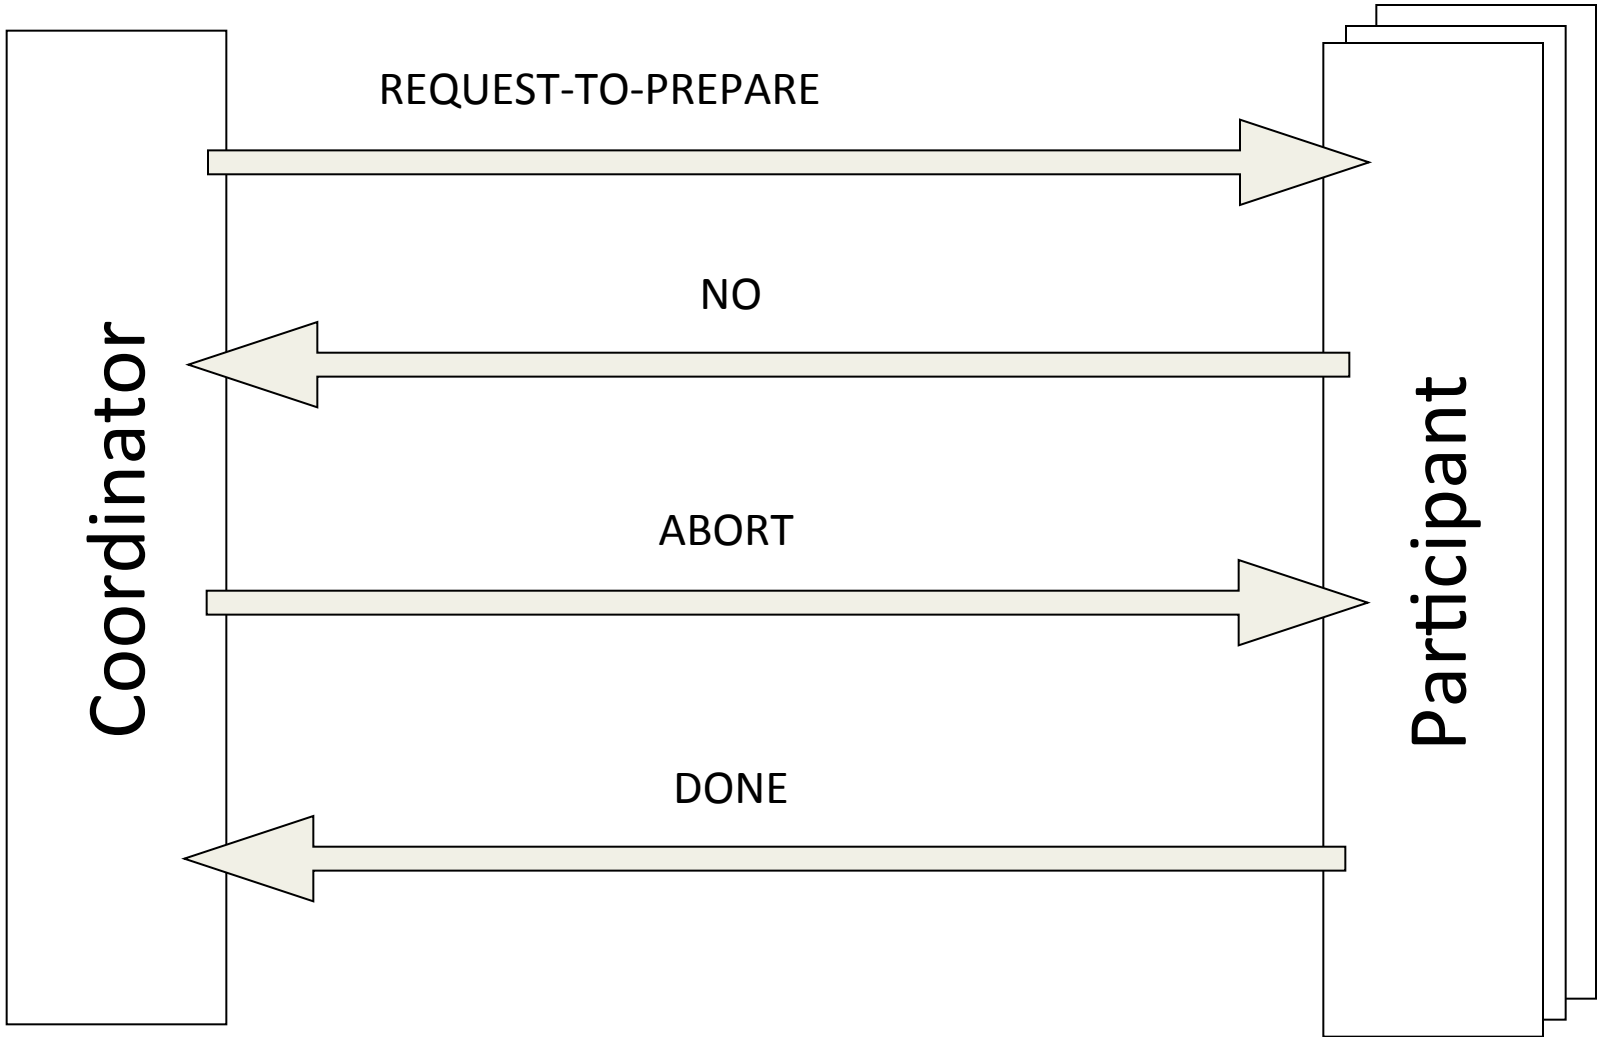 REQUEST-TO-PREPARE
NO
ABORT
DONE
Coordinator
Participant